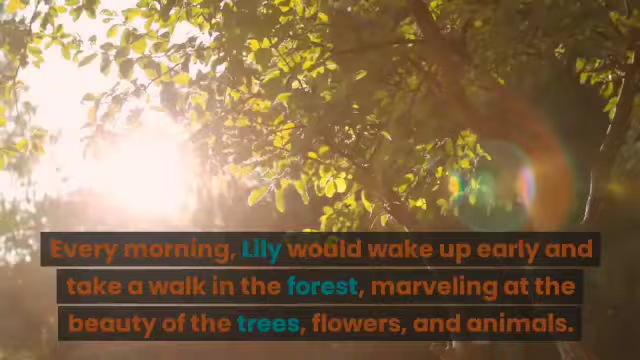 Every morning, Lily would wake up early and
take a walk in the forest, marveling at the
beauty of the trees, flowers, and animals.